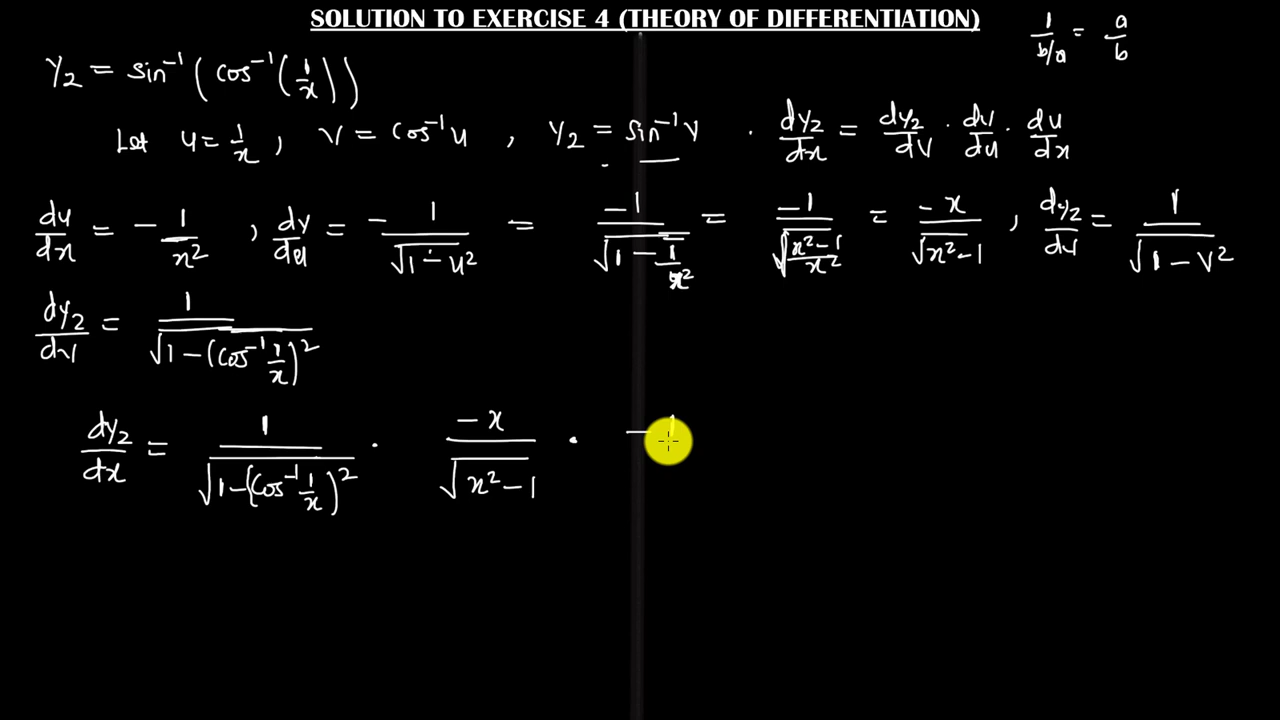 SOLUTION TO EXERCISE 4 (THEORY OF DIFFERENTIATION)
1/(b/a) = a/b
y₂ = sin⁻¹(cos⁻¹(1/x))
Let u = 1/x, v = cos⁻¹u, y₂ = sin⁻¹v . dy₂/dx = dy₂/dv · dv/du · du/dx
du/dx = -1/x², dv/du = -1/√(1-u²) = -1/√(1-1/x²) = -1/√((x²-1)/x²) = -x/√(x²-1), dy₂/dv = 1/√(1-v²)
dy₂/dv = 1/√(1-(cos⁻¹ 1/x)²)
dy₂/dx = 1/√(1-(cos⁻¹ 1/x)²) · -x/√(x²-1) · -1